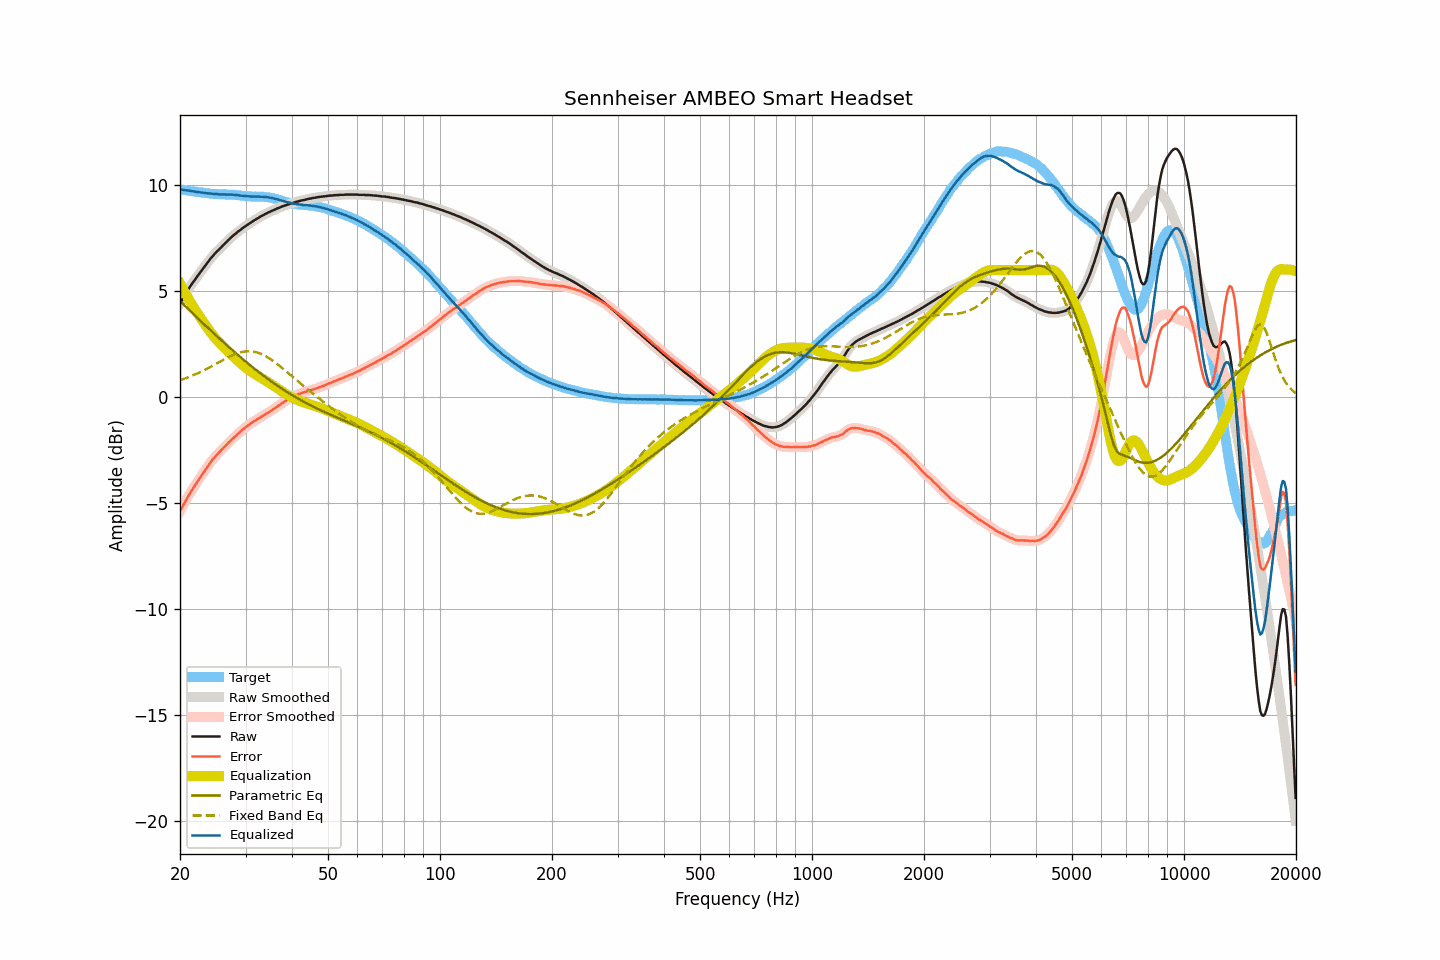 Sennheiser AMBEO Smart Headset
Amplitude (dBr)
10
5
0
−5
−10
−15
−20
Target
Raw Smoothed
Error Smoothed
Raw
Error
Equalization
Parametric Eq
Fixed Band Eq
Equalized
20 50 100 200 500 1000 2000 5000 10000 20000
Frequency (Hz)